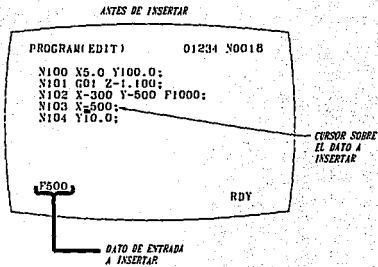 ANTES DE INSERTAR
PROGRAM(EDIT) 01234 N0018
N100 X5.0 Y100.0;
N101 G01 Z-1.100;
N102 X-300 Y-500 F1000;
N103 X=500;
N104 Y10.0;
CURSOR SOBRE
EL DATO A
INSERTAR
F500
RDY
DATO DE ENTRADA
A INSERTAR